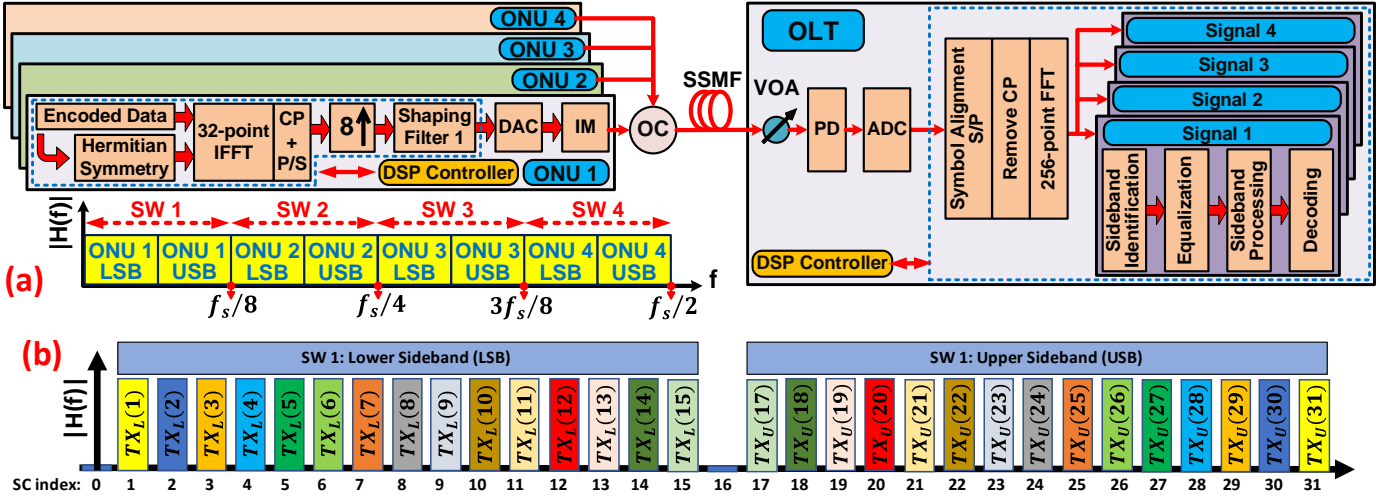 ONU 4
ONU 3
ONU 2
Encoded Data
Hermitian
Symmetry
32-point
IFFT
CP
+
P/S
8
Shaping
Filter 1
DAC
IM
DSP Controller
ONU 1
OC
SSMF
VOA
OLT
PD
ADC
Symbol Alignment
S/P
Remove CP
256-point FFT
Signal 4
Signal 3
Signal 2
Signal 1
Sideband
Identification
Equalization
Sideband
Processing
Decoding
DSP Controller
|H(f)|
SW 1 SW 2 SW 3 SW 4
ONU 1 ONU 1 ONU 2 ONU 2 ONU 3 ONU 3 ONU 4 ONU 4
LSB USB LSB USB LSB USB LSB USB
f
(a)
f_s/8 f_s/4 3f_s/8 f_s/2
(b)
|H(f)|
SW 1: Lower Sideband (LSB) SW 1: Upper Sideband (USB)
TX_L(1) TX_L(2) TX_L(3) TX_L(4) TX_L(5) TX_L(6) TX_L(7) TX_L(8) TX_L(9) TX_L(10) TX_L(11) TX_L(12) TX_L(13) TX_L(14) TX_L(15) TX_U(17) TX_U(18) TX_U(19) TX_U(20) TX_U(21) TX_U(22) TX_U(23) TX_U(24) TX_U(25) TX_U(26) TX_U(27) TX_U(28) TX_U(29) TX_U(30) TX_U(31)
SC index: 0 1 2 3 4 5 6 7 8 9 10 11 12 13 14 15 16 17 18 19 20 21 22 23 24 25 26 27 28 29 30 31